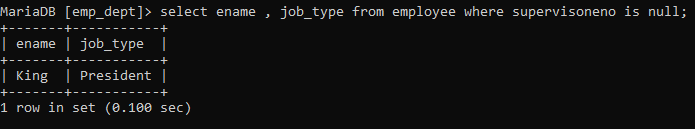 MariaDB [emp_dept]> select ename , job_type from employee where supervisoneno is null;
+-------+-----------+
| ename | job_type  |
+-------+-----------+
| King  | President |
+-------+-----------+
1 row in set (0.100 sec)